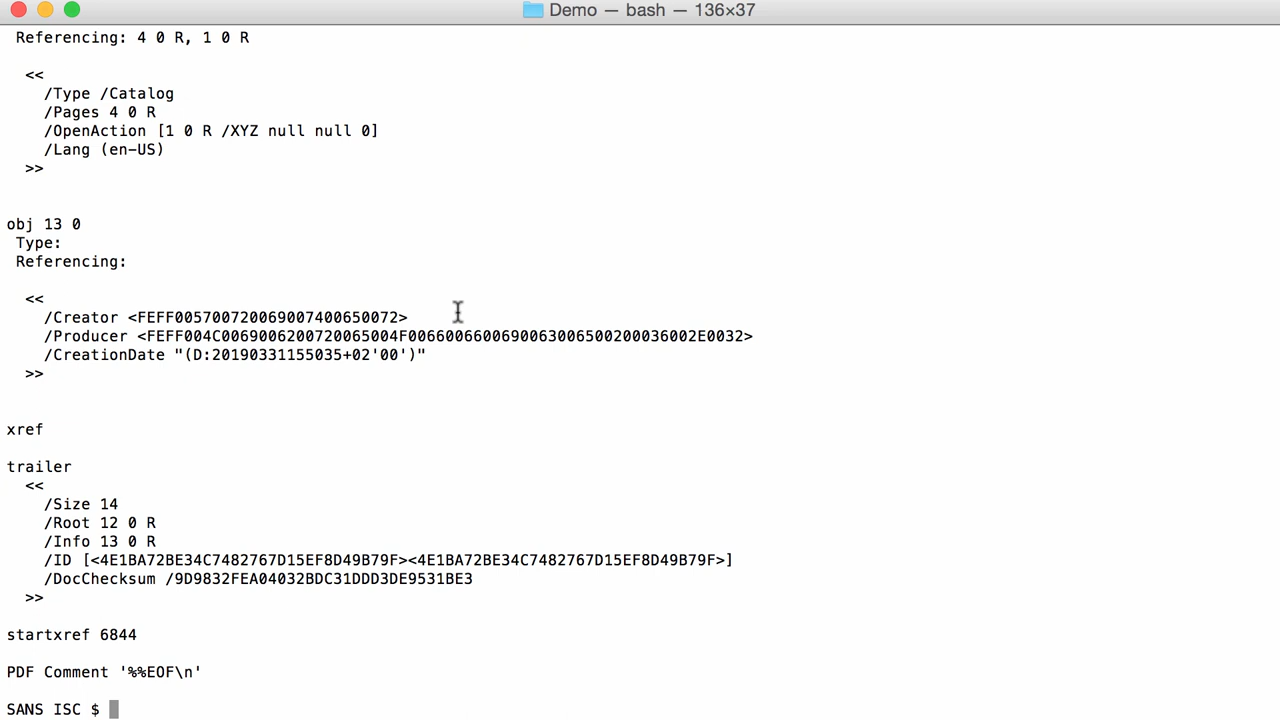 Demo — bash — 136×37
Referencing: 4 0 R, 1 0 R
<<
/Type /Catalog
/Pages 4 0 R
/OpenAction [1 0 R /XYZ null null 0]
/Lang (en-US)
>>
obj 13 0
Type:
Referencing:
<<
/Creator <FEFF005700720069007400650072>
/Producer <FEFF004C0069006200720065004F0066006600690063006500200036002E0032>
/CreationDate "(D:20190331155035+02'00')"
>>
xref
trailer
<<
/Size 14
/Root 12 0 R
/Info 13 0 R
/ID [<4E1BA72BE34C7482767D15EF8D49B79F><4E1BA72BE34C7482767D15EF8D49B79F>]
/DocChecksum /9D9832FEA04032BDC31DDD3DE9531BE3
>>
startxref 6844
PDF Comment '%%EOF\n'
SANS ISC $